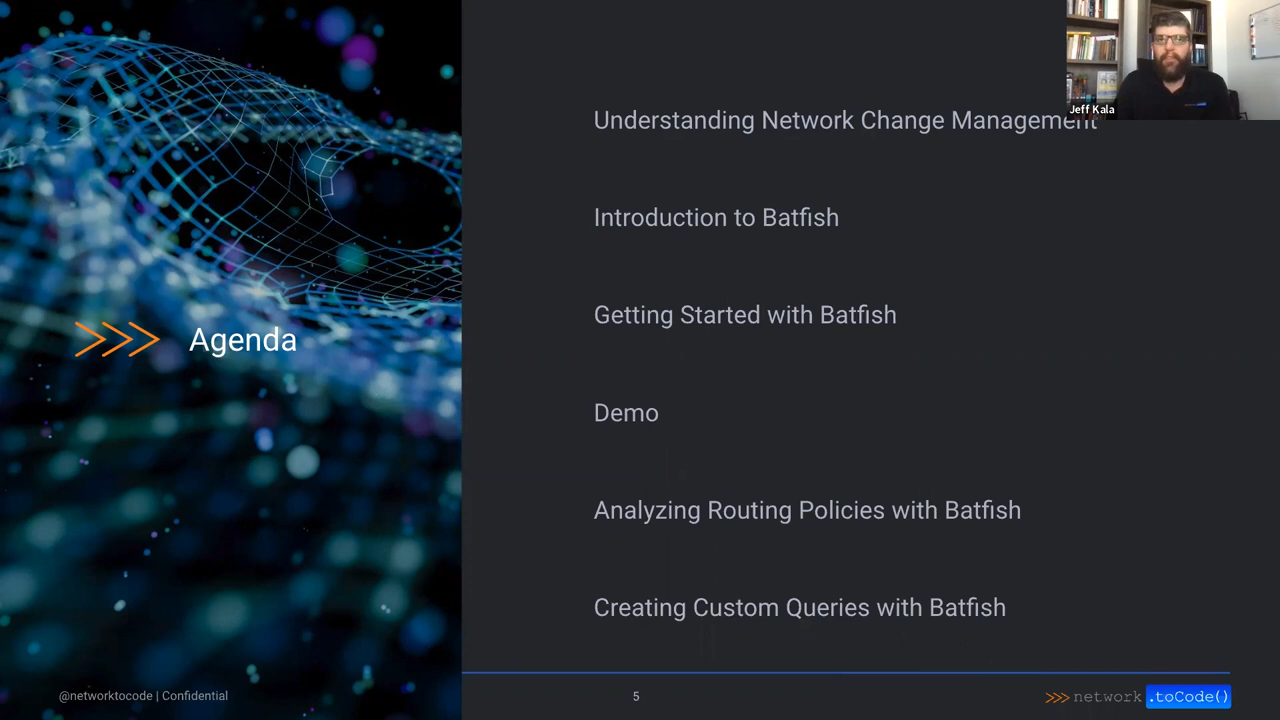 Jeff Kala
Understanding Network Change Management
Introduction to Batfish
Getting Started with Batfish
Agenda
Demo
Analyzing Routing Policies with Batfish
Creating Custom Queries with Batfish
@networktocode | Confidential
5
network .toCode()